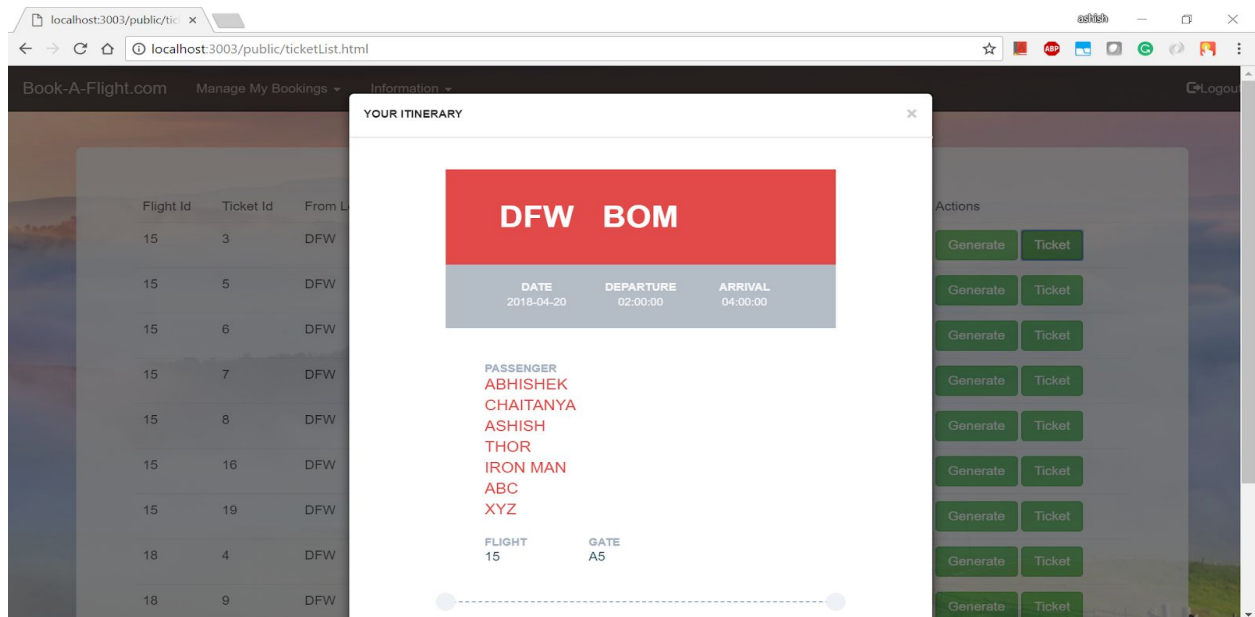 localhost:3003/public/tic
ashish
localhost:3003/public/ticketList.html
ABP
Book-A-Flight.com Manage My Bookings Information Logou
YOUR ITINERARY ×
DFW BOM
DATE DEPARTURE ARRIVAL
2018-04-20 02:00:00 04:00:00
PASSENGER
ABHISHEK
CHAITANYA
ASHISH
THOR
IRON MAN
ABC
XYZ
FLIGHT GATE
15 A5
Flight Id Ticket Id From L Actions
15 3 DFW Generate Ticket
15 5 DFW Generate Ticket
15 6 DFW Generate Ticket
15 7 DFW Generate Ticket
15 8 DFW Generate Ticket
15 16 DFW Generate Ticket
15 19 DFW Generate Ticket
18 4 DFW Generate Ticket
18 9 DFW Generate Ticket